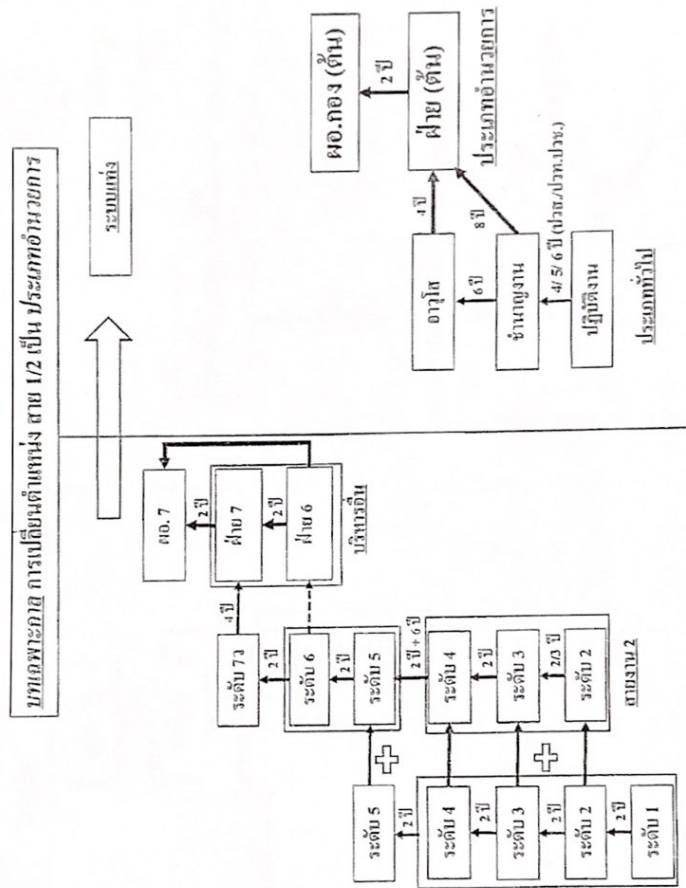 บทเฉพาะกาล การเปลี่ยนตำแหน่ง สาย 1/2 เป็น ประเภทอำนวยการ
ระบบแท่ง
ผอ. 7
2 ปี
ฝ่าย 7
2 ปี
ฝ่าย 6
บริหารอื่น
ระดับ 7ว
4 ปี
2 ปี
ระดับ 6
2 ปี
ระดับ 5
2 ปี + 6 ปี
ระดับ 4
2 ปี
ระดับ 3
2/3 ปี
ระดับ 2
สายงาน 2
ระดับ 5
2 ปี
ระดับ 4
2 ปี
ระดับ 3
2 ปี
ระดับ 2
2 ปี
ระดับ 1
ผอ.กอง (ต้น)
2 ปี
ฝ่าย (ต้น)
ประเภทอำนวยการ
4 ปี
8 ปี
อาวุโส
6 ปี
ชำนาญงาน
4/ 5/ 6 ปี (ปวส./ปวท.ปวช.)
ปฏิบัติงาน
ประเภททั่วไป